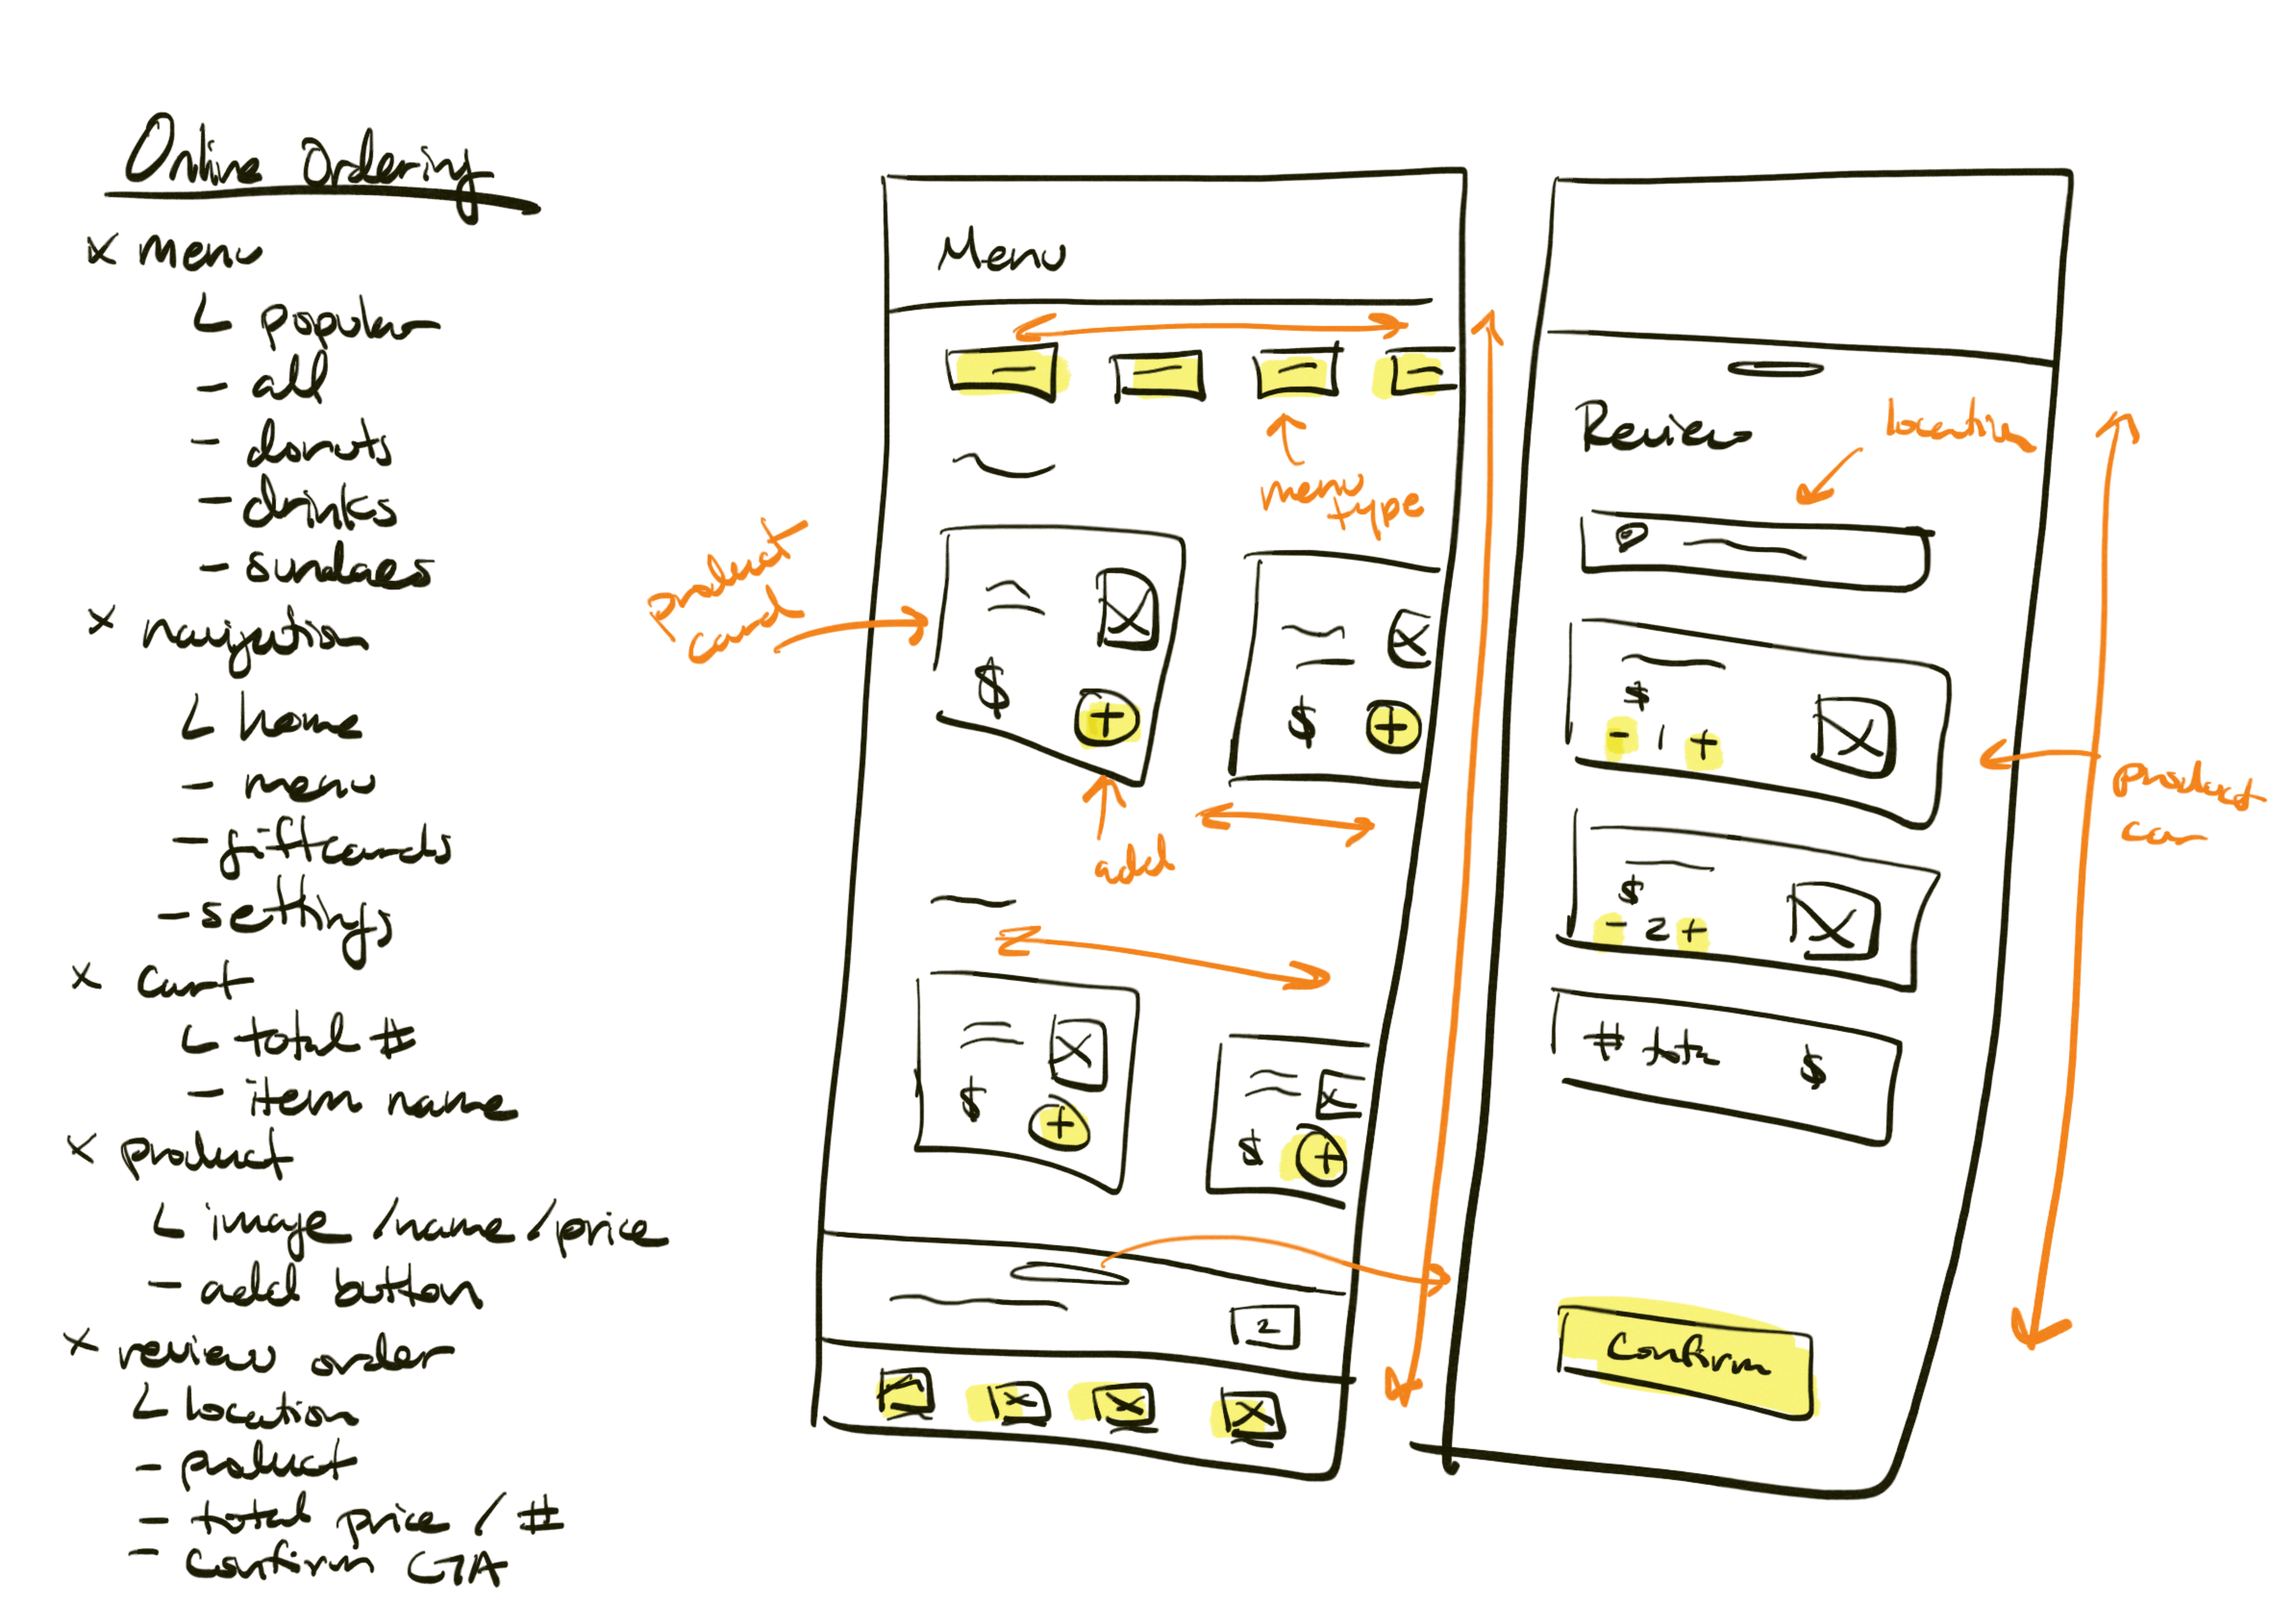 Online Ordering
x menu
└ popular
- all
- donuts
- drinks
- sundaes
x navigation
└ home
- menu
- giftcards
- settings
x cart
└ total #
- item name
x product
└ image / name / price
- add button
x review order
└ location
- product
- total price / #
- confirm CTA
Menu
menu
type
product
card
$
+
$
+
add
$
+
$
+
2
Review
location
$
- 1 +
$
- 2 +
product
car
# tota $
Confirm